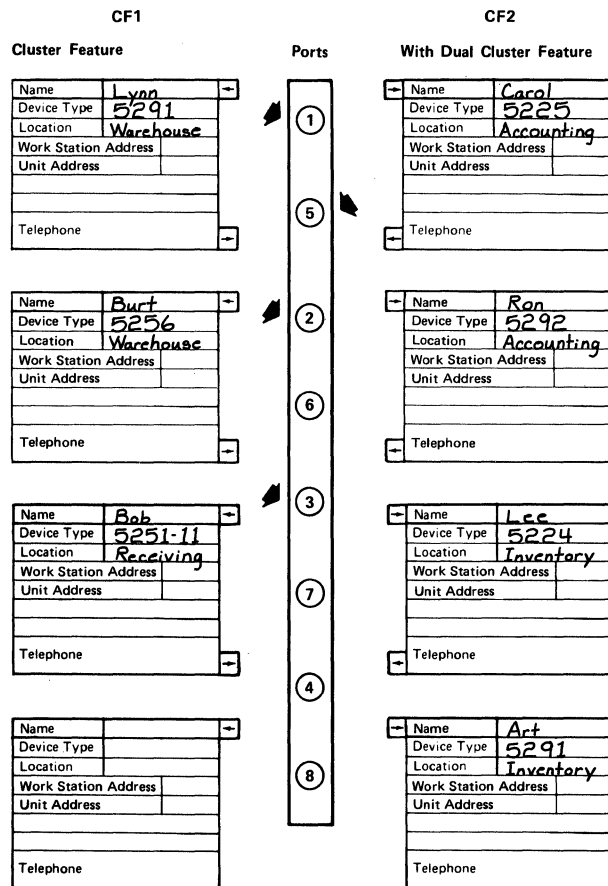 CF1
CF2
Cluster Feature
Ports
With Dual Cluster Feature
Name Lynn
Device Type 5291
Location Warehouse
Work Station Address
Unit Address
Telephone
1
5
Name Carol
Device Type 5225
Location Accounting
Work Station Address
Unit Address
Telephone
Name Burt
Device Type 5256
Location Warehouse
Work Station Address
Unit Address
Telephone
2
6
Name Ron
Device Type 5292
Location Accounting
Work Station Address
Unit Address
Telephone
Name Bob
Device Type 5251-11
Location Receiving
Work Station Address
Unit Address
Telephone
3
7
Name Lee
Device Type 5224
Location Inventory
Work Station Address
Unit Address
Telephone
Name
Device Type
Location
Work Station Address
Unit Address
Telephone
4
8
Name Art
Device Type 5291
Location Inventory
Work Station Address
Unit Address
Telephone